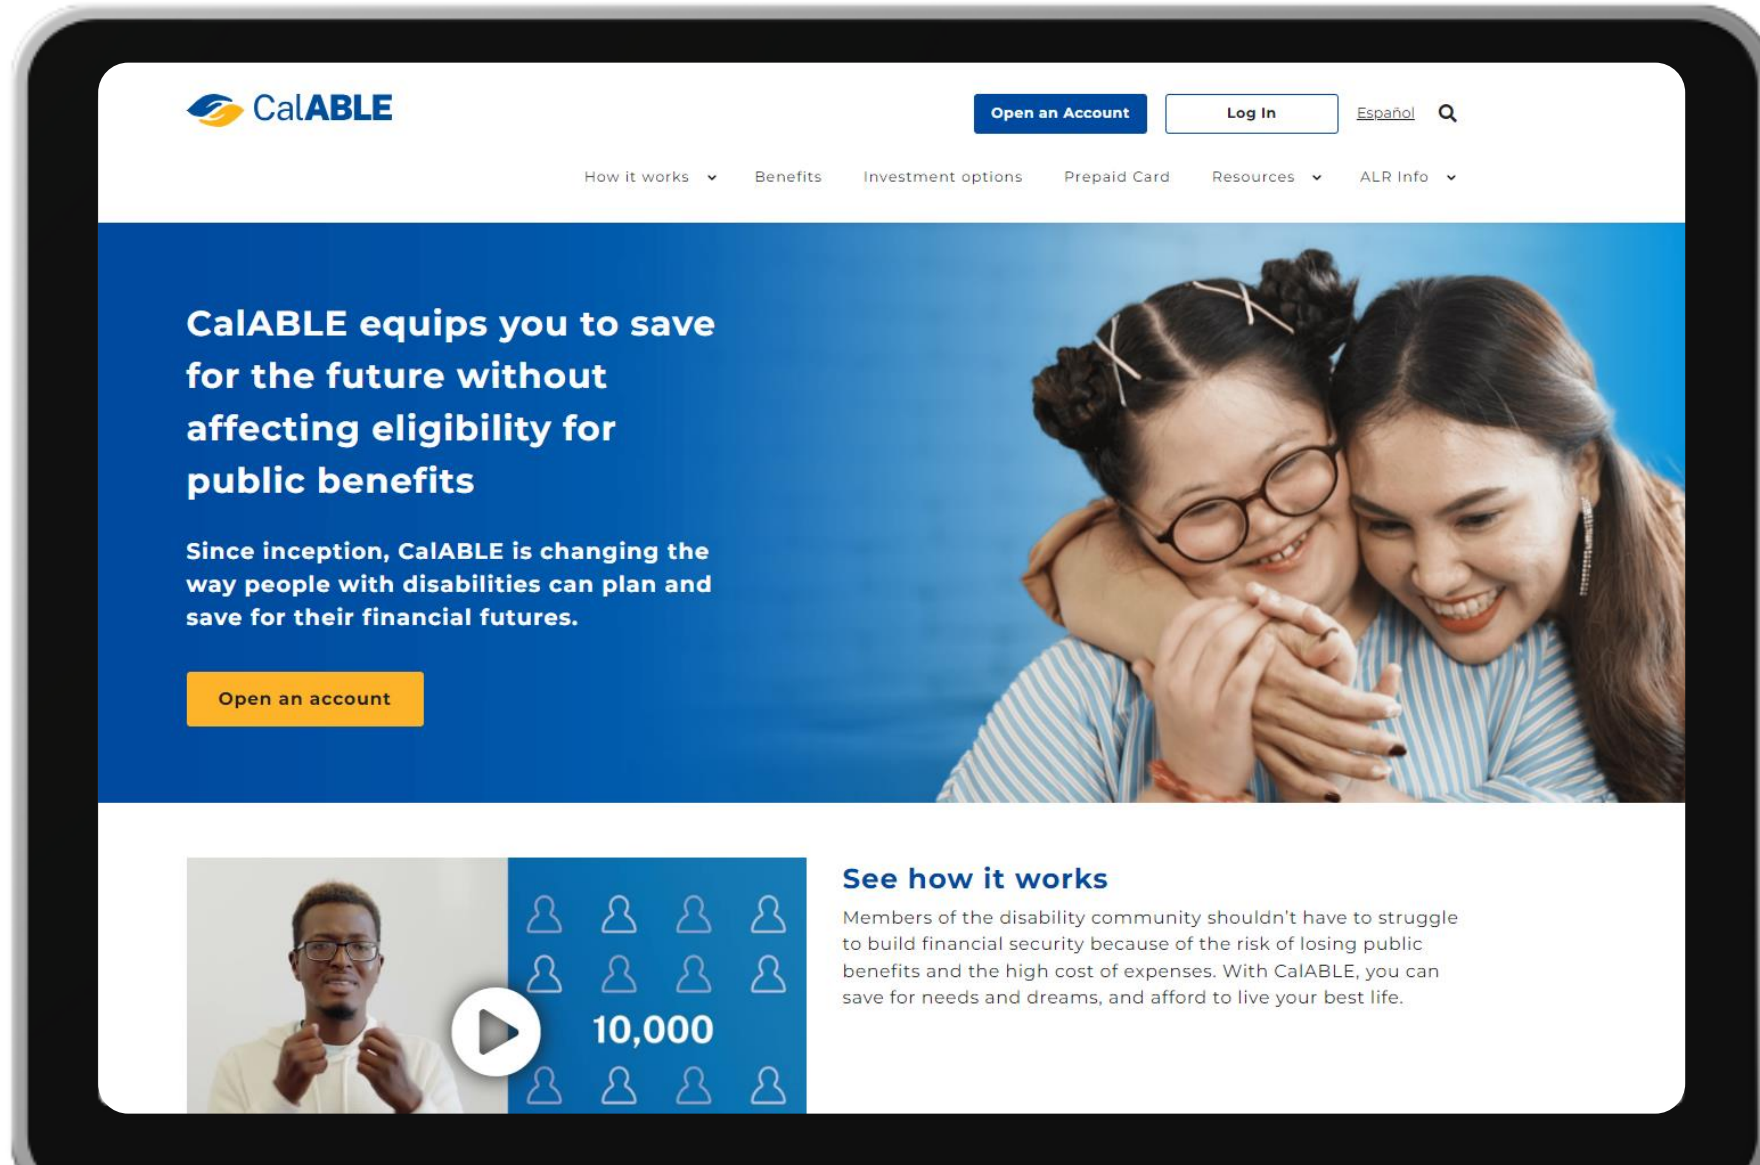 CalABLE
Open an Account
Log In
Español
How it works
Benefits
Investment options
Prepaid Card
Resources
ALR Info
CalABLE equips you to save
for the future without
affecting eligibility for
public benefits
Since inception, CalABLE is changing the
way people with disabilities can plan and
save for their financial futures.
Open an account
10,000
See how it works
Members of the disability community shouldn't have to struggle
to build financial security because of the risk of losing public
benefits and the high cost of expenses. With CalABLE, you can
save for needs and dreams, and afford to live your best life.